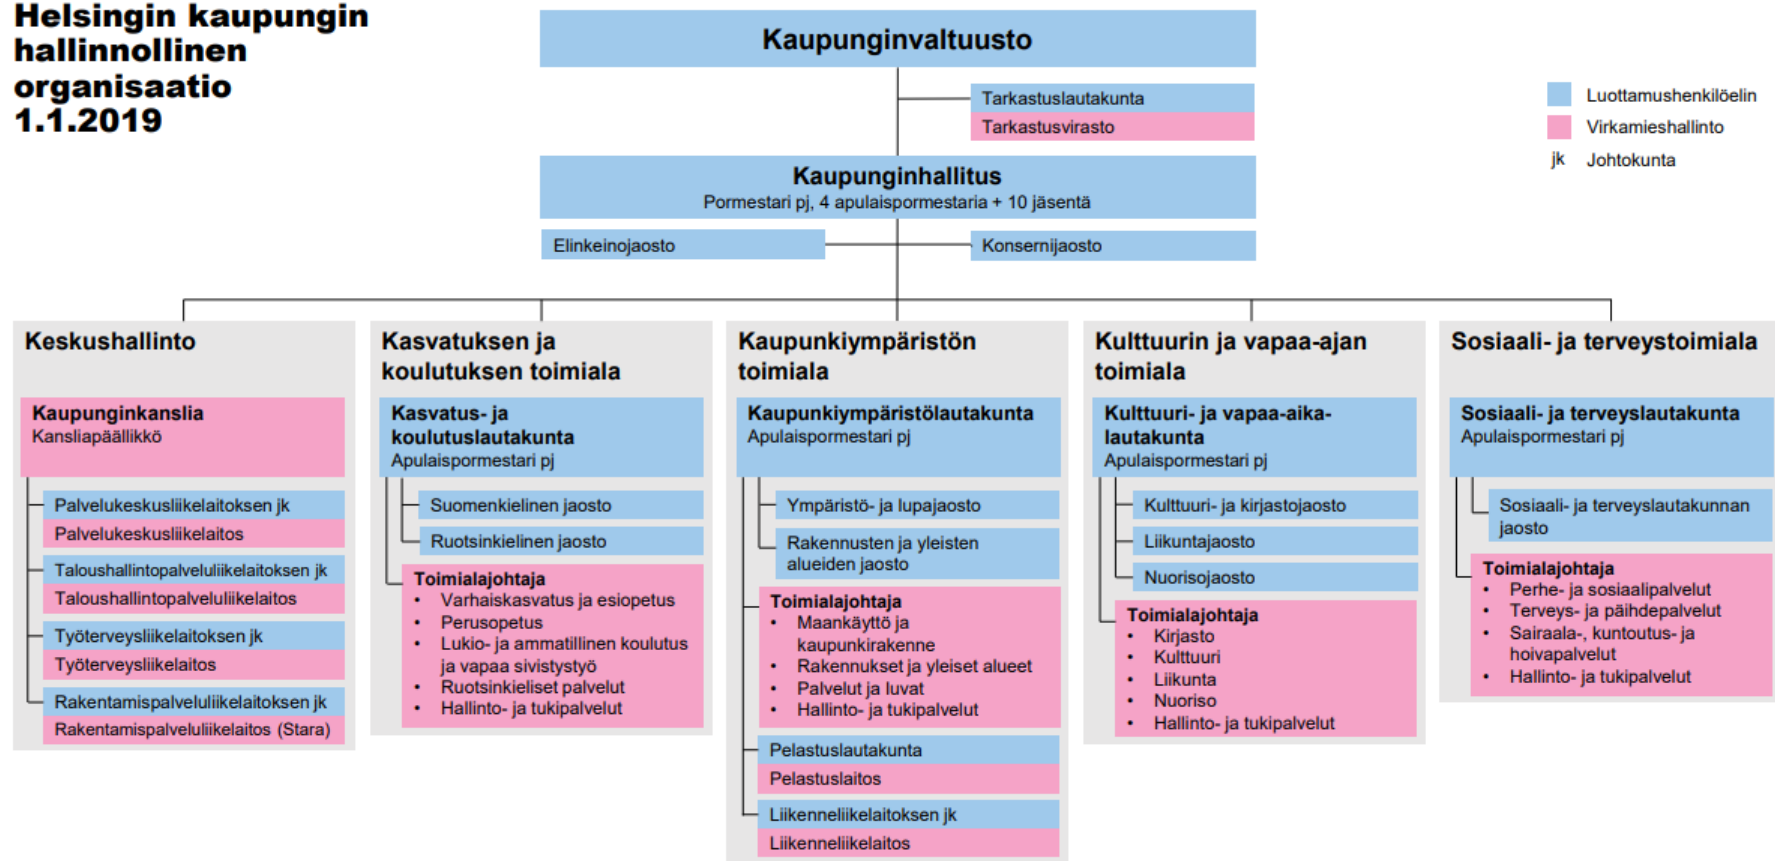 Helsingin kaupungin
hallinnollinen
organisaatio
1.1.2019
Kaupunginvaltuusto
Tarkastuslautakunta
Tarkastusvirasto
Luottamushenkilöelin
Virkamieshallinto
jk Johtokunta
Kaupunginhallitus
Pormestari pj, 4 apulaispormestaria + 10 jäsentä
Elinkeinojaosto
Konsernijaosto
Keskushallinto
Kaupunginkanslia
Kansliapäällikkö
Palvelukeskusliikelaitoksen jk
Palvelukeskusliikelaitos
Taloushallintopalveluliikelaitoksen jk
Taloushallintopalveluliikelaitos
Työterveysliikelaitoksen jk
Työterveysliikelaitos
Rakentamispalveluliikelaitoksen jk
Rakentamispalveluliikelaitos (Stara)
Kasvatuksen ja
koulutuksen toimiala
Kasvatus- ja
koulutuslautakunta
Apulaispormestari pj
Suomenkielinen jaosto
Ruotsinkielinen jaosto
Toimialajohtaja
• Varhaiskasvatus ja esiopetus
• Perusopetus
• Lukio- ja ammatillinen koulutus
ja vapaa sivistystyö
• Ruotsinkieliset palvelut
• Hallinto- ja tukipalvelut
Kaupunkiympäristön
toimiala
Kaupunkiympäristölautakunta
Apulaispormestari pj
Ympäristö- ja lupajaosto
Rakennusten ja yleisten
alueiden jaosto
Toimialajohtaja
• Maankäyttö ja
kaupunkirakenne
• Rakennukset ja yleiset alueet
• Palvelut ja luvat
• Hallinto- ja tukipalvelut
Pelastuslautakunta
Pelastuslaitos
Liikenneliikelaitoksen jk
Liikenneliikelaitos
Kulttuurin ja vapaa-ajan
toimiala
Kulttuuri- ja vapaa-aika-
lautakunta
Apulaispormestari pj
Kulttuuri- ja kirjastojaosto
Liikuntajaosto
Nuorisojaosto
Toimialajohtaja
• Kirjasto
• Kulttuuri
• Liikunta
• Nuoriso
• Hallinto- ja tukipalvelut
Sosiaali- ja terveystoimiala
Sosiaali- ja terveyslautakunta
Apulaispormestari pj
Sosiaali- ja terveyslautakunnan
jaosto
Toimialajohtaja
• Perhe- ja sosiaalipalvelut
• Terveys- ja päihdepalvelut
• Sairaala-, kuntoutus- ja
hoivapalvelut
• Hallinto- ja tukipalvelut